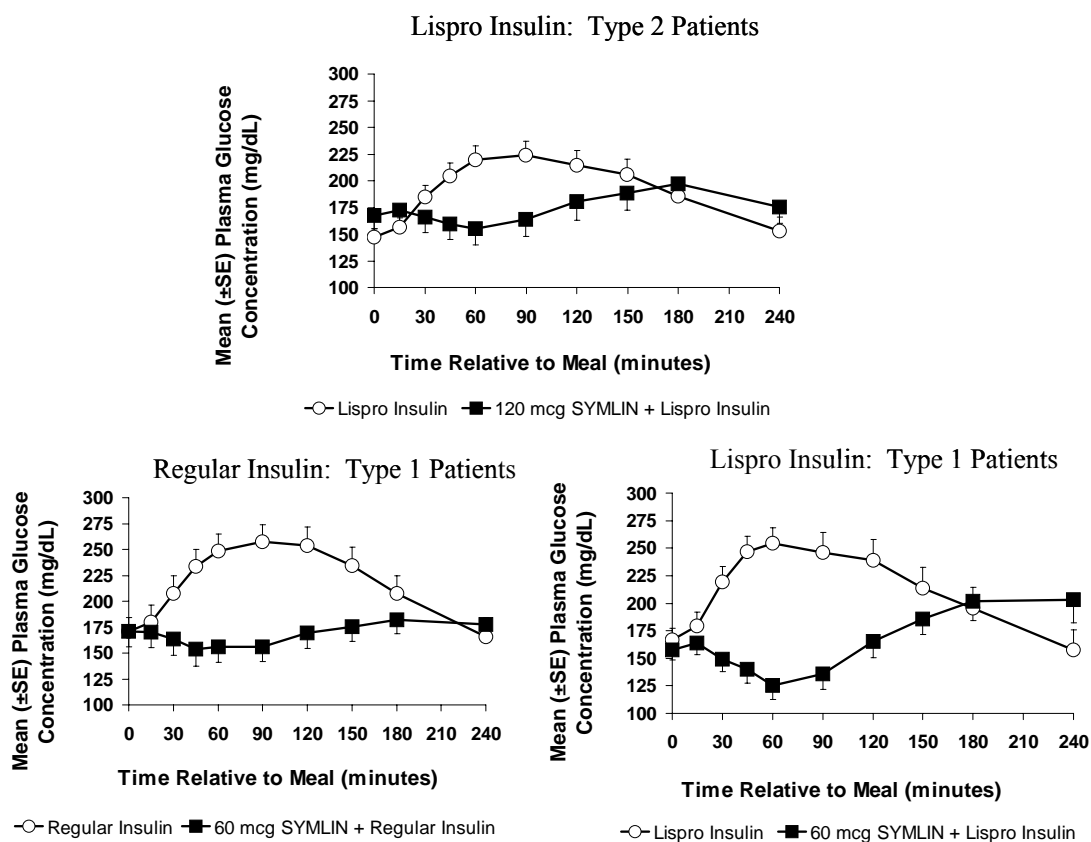 Lispro Insulin: Type 2 Patients
Mean (±SE) Plasma Glucose
Concentration (mg/dL)
300
275
250
225
200
175
150
125
100
0 30 60 90 120 150 180 210 240
Time Relative to Meal (minutes)
Lispro Insulin 120 mcg SYMLIN + Lispro Insulin
Regular Insulin: Type 1 Patients
Mean (±SE) Plasma Glucose
Concentration (mg/dL)
300
275
250
225
200
175
150
125
100
0 30 60 90 120 150 180 210 240
Time Relative to Meal (minutes)
Regular Insulin 60 mcg SYMLIN + Regular Insulin
Lispro Insulin: Type 1 Patients
Mean (±SE) Plasma Glucose
Concentration (mg/dL)
300
275
250
225
200
175
150
125
100
0 30 60 90 120 150 180 210 240
Time Relative to Meal (minutes)
Lispro Insulin 60 mcg SYMLIN + Lispro Insulin